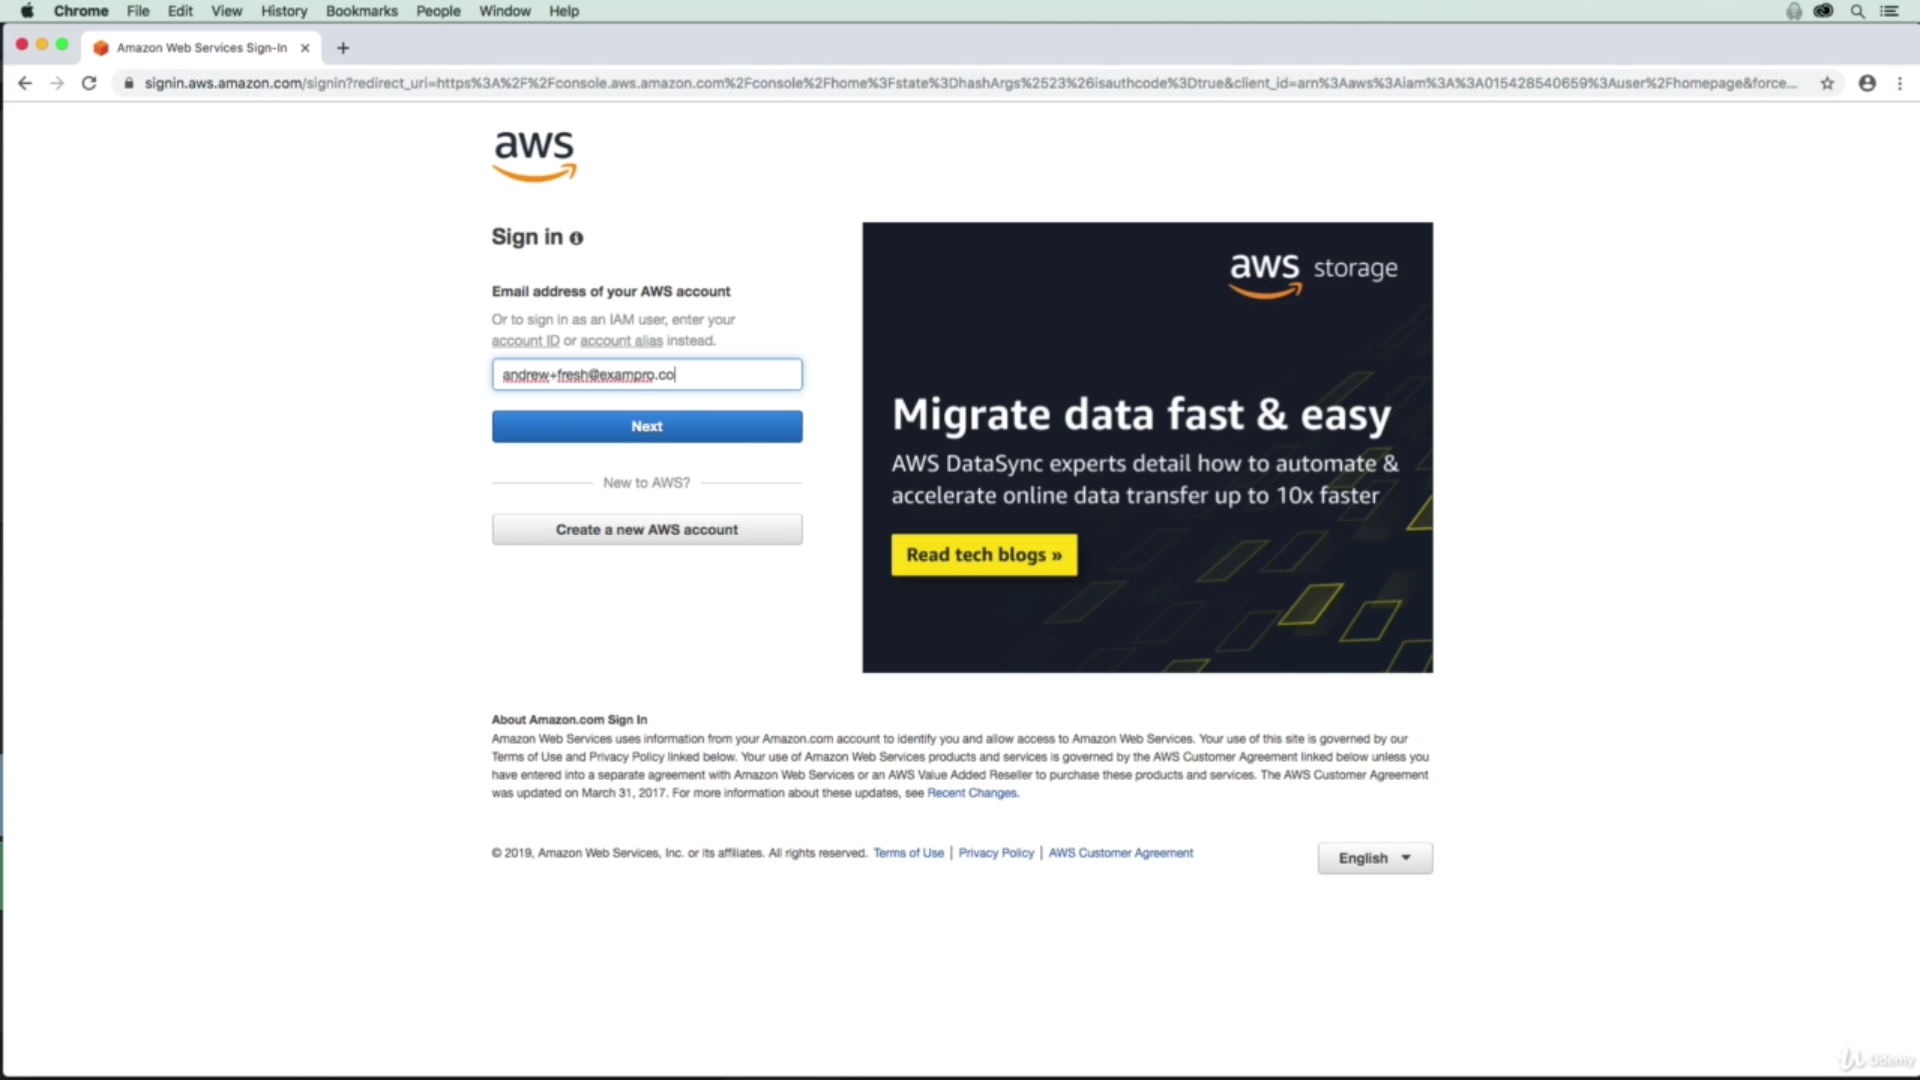 Chrome File Edit View History Bookmarks People Window Help
Amazon Web Services Sign-In
signin.aws.amazon.com/signin?redirect_uri=https%3A%2F%2Fconsole.aws.amazon.com%2Fconsole%2Fhome%3Fstate%3DhashArgs%2523%26isauthcode%3Dtrue&client_id=arn%3Aaws%3Aiam%3A%3A015428540659%3Auser%2Fhomepage&force...
aws
Sign in
Email address of your AWS account
Or to sign in as an IAM user, enter your
account ID or account alias instead.
andrew+fresh@exampro.co
Next
New to AWS?
Create a new AWS account
aws storage
Migrate data fast & easy
AWS DataSync experts detail how to automate &
accelerate online data transfer up to 10x faster
Read tech blogs »
About Amazon.com Sign In
Amazon Web Services uses information from your Amazon.com account to identify you and allow access to Amazon Web Services. Your use of this site is governed by our
Terms of Use and Privacy Policy linked below. Your use of Amazon Web Services products and services is governed by the AWS Customer Agreement linked below unless you
have entered into a separate agreement with Amazon Web Services or an AWS Value Added Reseller to purchase these products and services. The AWS Customer Agreement
was updated on March 31, 2017. For more information about these updates, see Recent Changes.
© 2019, Amazon Web Services, Inc. or its affiliates. All rights reserved. Terms of Use | Privacy Policy | AWS Customer Agreement
English
Udemy